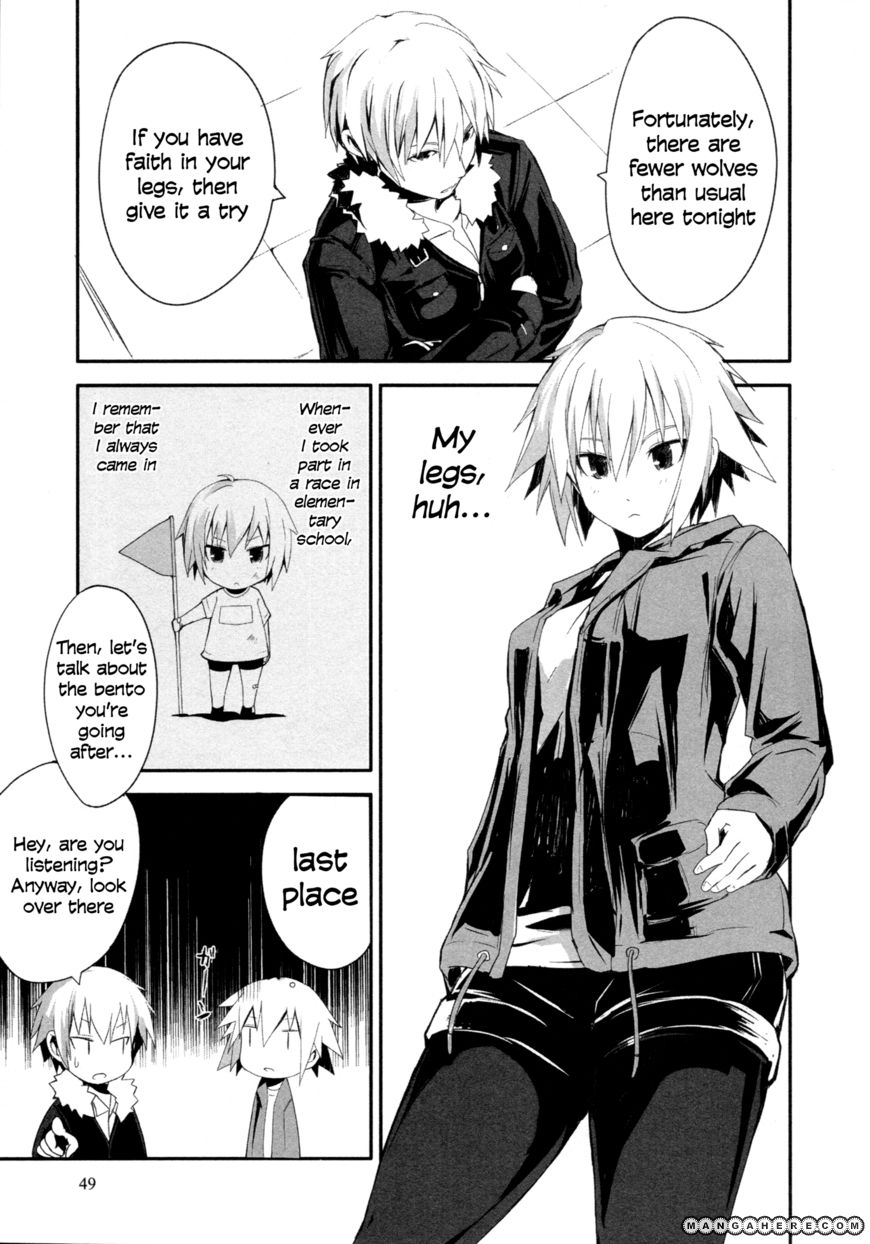 Fortunately,
there are
fewer wolves
than usual
here tonight
If you have
faith in your
legs, then
give it a try
My
legs,
huh...
When-
ever
I took
part in
a race in
elemen-
tary
school,
I remem-
ber that
I always
came in
Then, let's
talk about
the bento
you're
going
after...
last
place
ガーン
Hey, are you
listening?
Anyway, look
over there
49
MANGAHERE.COM